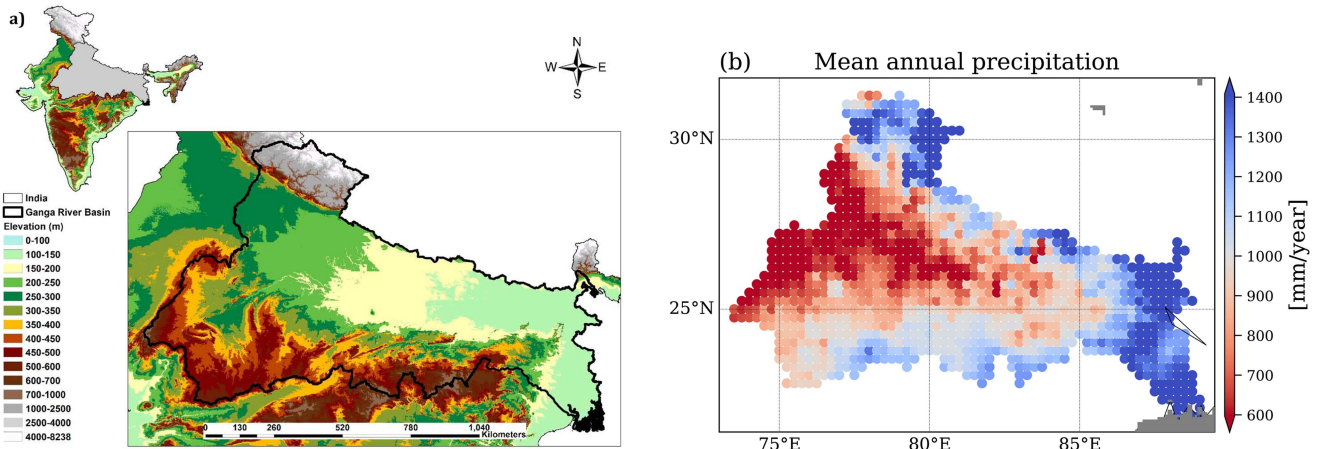 a)
N
W E
S
India
Ganga River Basin
Elevation (m)
0-100
100-150
150-200
200-250
250-300
300-350
350-400
400-450
450-500
500-600
600-700
700-1000
1000-2500
2500-4000
4000-8238
0 130 260 520 780 1,040
Kilometers
(b) Mean annual precipitation
30°N
25°N
75°E 80°E 85°E
1400
1300
1200
1100
1000
900
800
700
600
[mm/year]